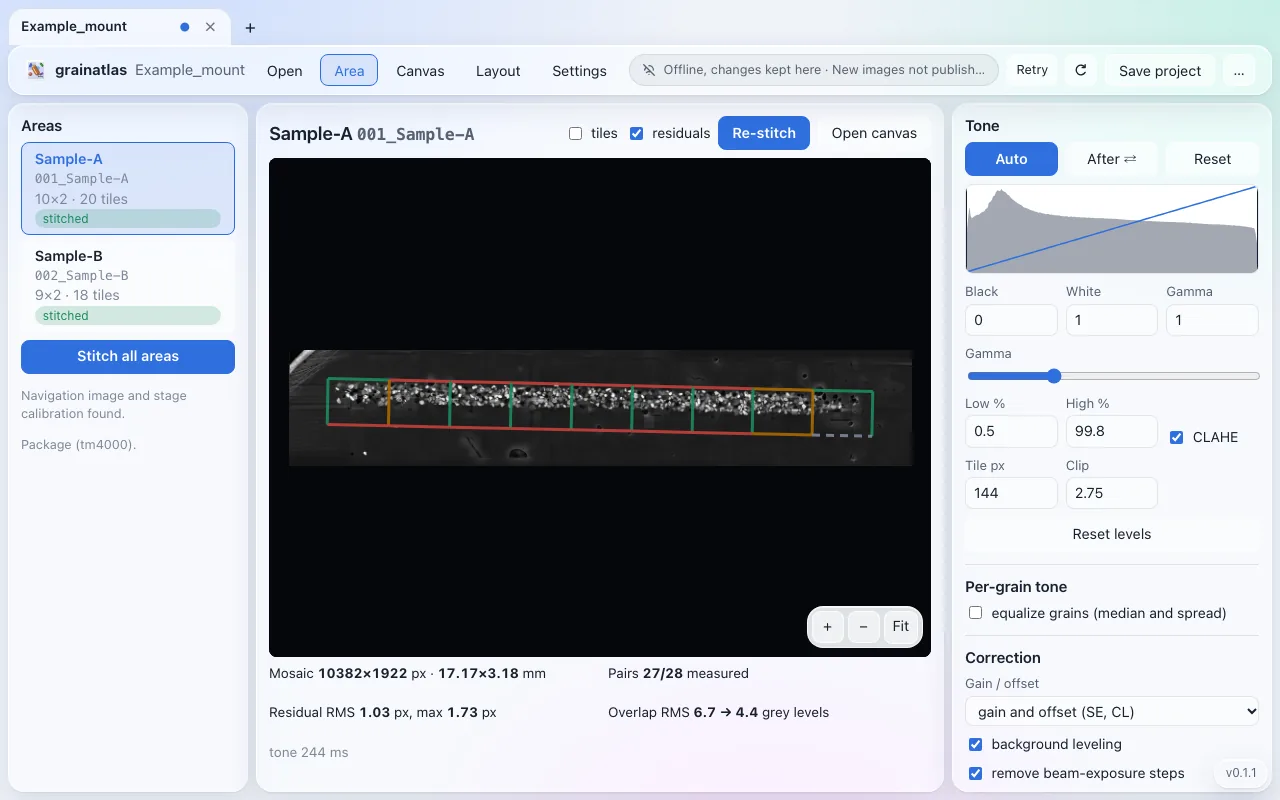 Example_mount
grainatlas Example_mount Open Area Canvas Layout Settings Offline, changes kept here · New images not publish... Retry Save project ...
Areas
Sample-A
001_Sample-A
10×2 · 20 tiles
stitched
Sample-B
002_Sample-B
9×2 · 18 tiles
stitched
Stitch all areas
Navigation image and stage
calibration found.
Package (tm4000).
Sample-A 001_Sample-A tiles residuals Re-stitch Open canvas
+ − Fit
Mosaic 10382×1922 px · 17.17×3.18 mm Pairs 27/28 measured
Residual RMS 1.03 px, max 1.73 px Overlap RMS 6.7 → 4.4 grey levels
tone 244 ms
Tone
Auto After ⇄ Reset
Black White Gamma
0 1 1
Gamma
Low % High %
0.5 99.8 CLAHE
Tile px Clip
144 2.75
Reset levels
Per-grain tone
equalize grains (median and spread)
Correction
Gain / offset
gain and offset (SE, CL)
background leveling
remove beam-exposure steps
v0.1.1